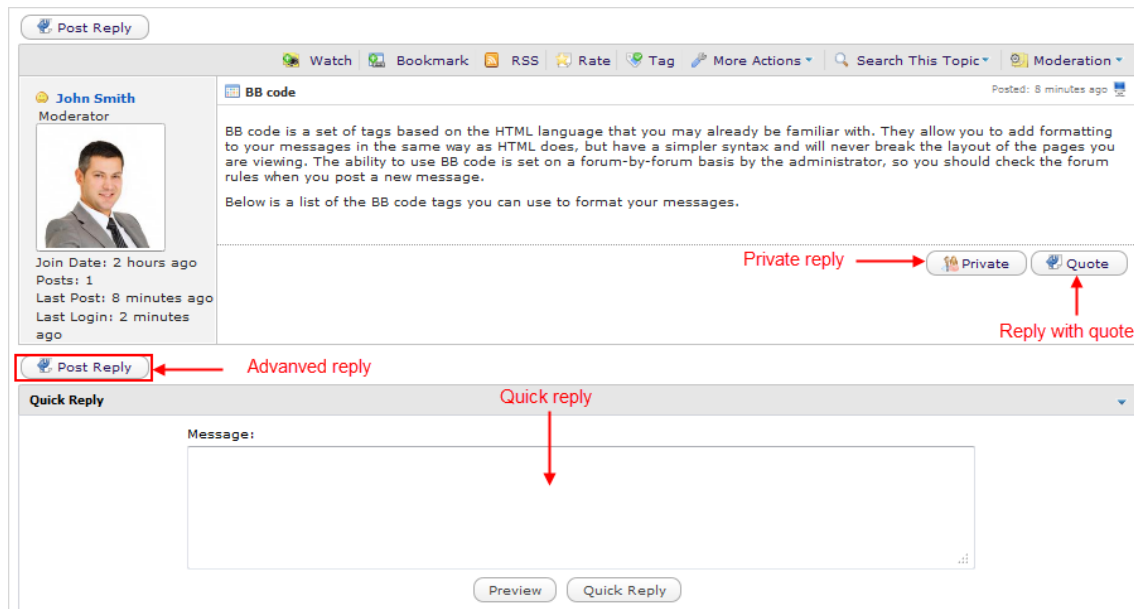 Post Reply
Watch Bookmark RSS Rate Tag More Actions Search This Topic Moderation
John Smith
Moderator
BB code
Posted: 8 minutes ago
BB code is a set of tags based on the HTML language that you may already be familiar with. They allow you to add formatting
to your messages in the same way as HTML does, but have a simpler syntax and will never break the layout of the pages you
are viewing. The ability to use BB code is set on a forum-by-forum basis by the administrator, so you should check the forum
rules when you post a new message.
Below is a list of the BB code tags you can use to format your messages.
Join Date: 2 hours ago
Posts: 1
Last Post: 8 minutes ago
Last Login: 2 minutes
ago
Private reply
Private
Quote
Reply with quote
Post Reply
Advanved reply
Quick Reply
Quick reply
Message:
Preview
Quick Reply